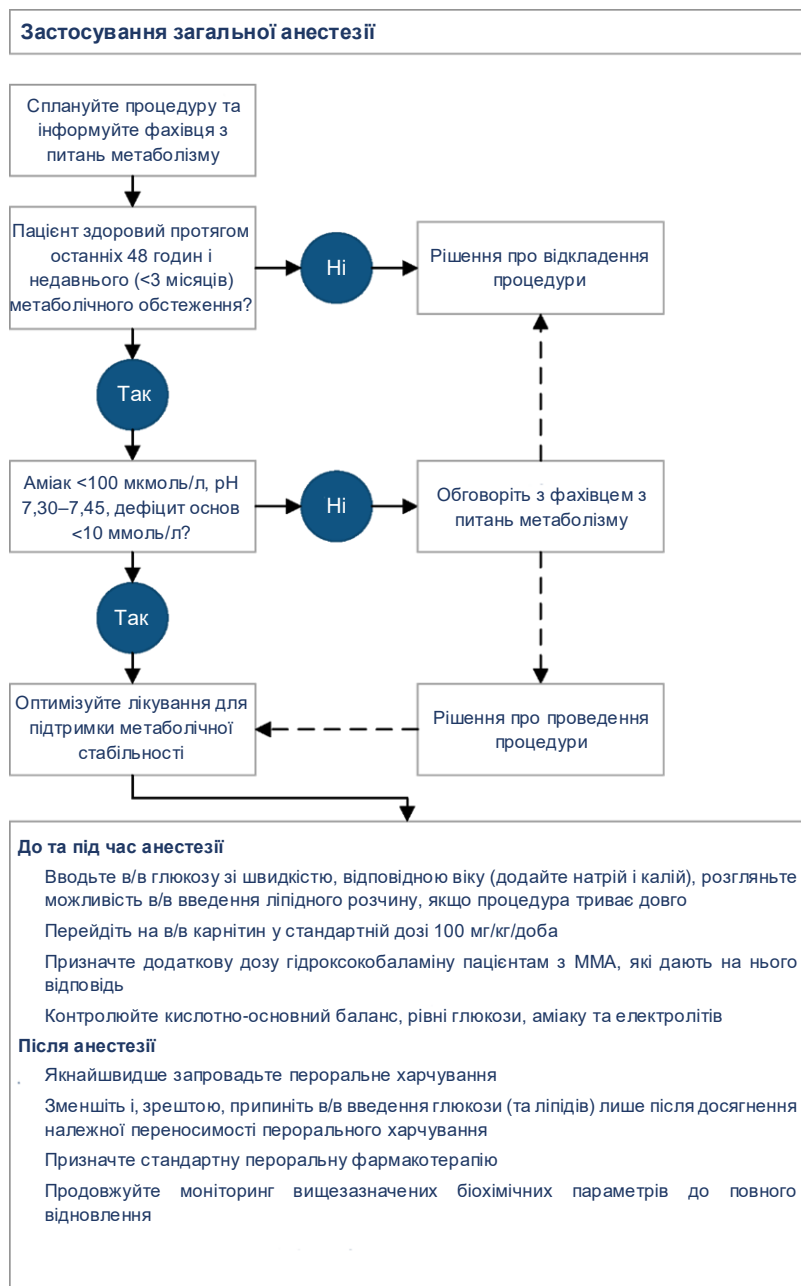 Застосування загальної анестезії
Сплануйте процедуру та
інформуйте фахівця з
питань метаболізму
Пацієнт здоровий протягом
останніх 48 годин і
недавнього (<3 місяців)
метаболічного обстеження?
Ні
Рішення про відкладення
процедури
Так
Аміак <100 мкмоль/л, pH
7,30–7,45, дефіцит основ
<10 ммоль/л?
Ні
Обговоріть з фахівцем з
питань метаболізму
Так
Оптимізуйте лікування для
підтримки метаболічної
стабільності
Рішення про проведення
процедури
До та під час анестезії
Вводьте в/в глюкозу зі швидкістю, відповідною віку (додайте натрій і калій), розгляньте
можливість в/в введення ліпідного розчину, якщо процедура триває довго
Перейдіть на в/в карнітин у стандартній дозі 100 мг/кг/доба
Призначте додаткову дозу гідроксокобаламіну пацієнтам з ММА, які дають на нього
відповідь
Контролюйте кислотно-основний баланс, рівні глюкози, аміаку та електролітів
Після анестезії
Якнайшвидше запровадьте пероральне харчування
Зменшіть і, зрештою, припиніть в/в введення глюкози (та ліпідів) лише після досягнення
належної переносимості перорального харчування
Призначте стандартну пероральну фармакотерапію
Продовжуйте моніторинг вищезазначених біохімічних параметрів до повного
відновлення